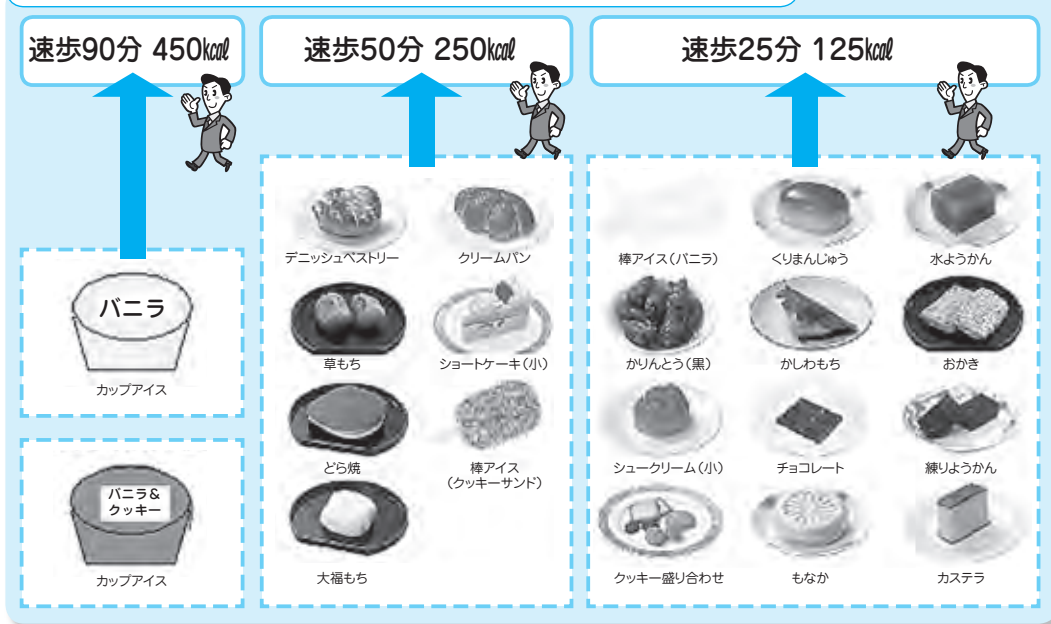 速歩90分 450kcal
速歩50分 250kcal
速歩25分 125kcal
バニラ
カップアイス
バニラ&
クッキー
カップアイス
デニッシュペストリー
クリームパン
草もち
ショートケーキ(小)
どら焼
棒アイス
(クッキーサンド)
大福もち
棒アイス(バニラ)
くりまんじゅう
水ようかん
かりんとう(黒)
かしわもち
おかき
シュークリーム(小)
チョコレート
練りようかん
クッキー盛り合わせ
もなか
カステラ